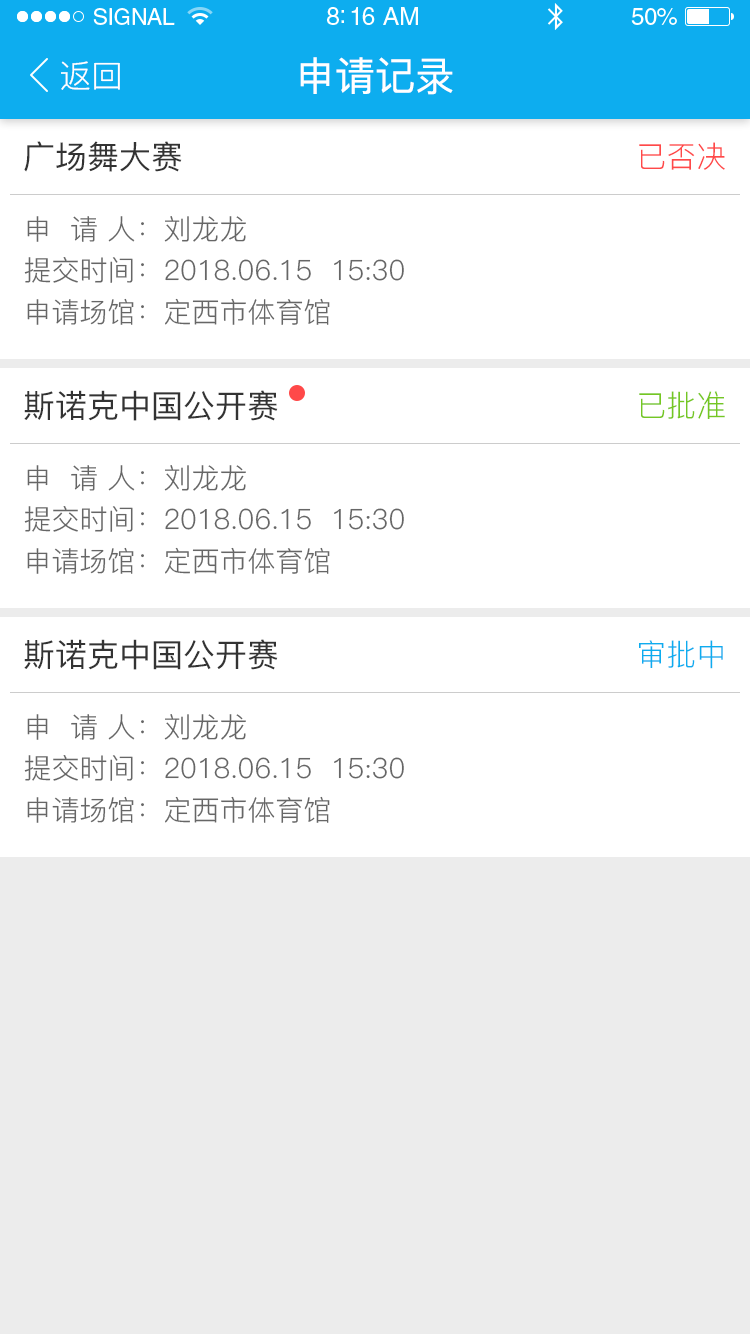 SIGNAL 8:16 AM 50%
返回 申请记录
广场舞大赛 已否决
申 请 人：刘龙龙
提交时间：2018.06.15 15:30
申请场馆：定西市体育馆
斯诺克中国公开赛 已批准
申 请 人：刘龙龙
提交时间：2018.06.15 15:30
申请场馆：定西市体育馆
斯诺克中国公开赛 审批中
申 请 人：刘龙龙
提交时间：2018.06.15 15:30
申请场馆：定西市体育馆